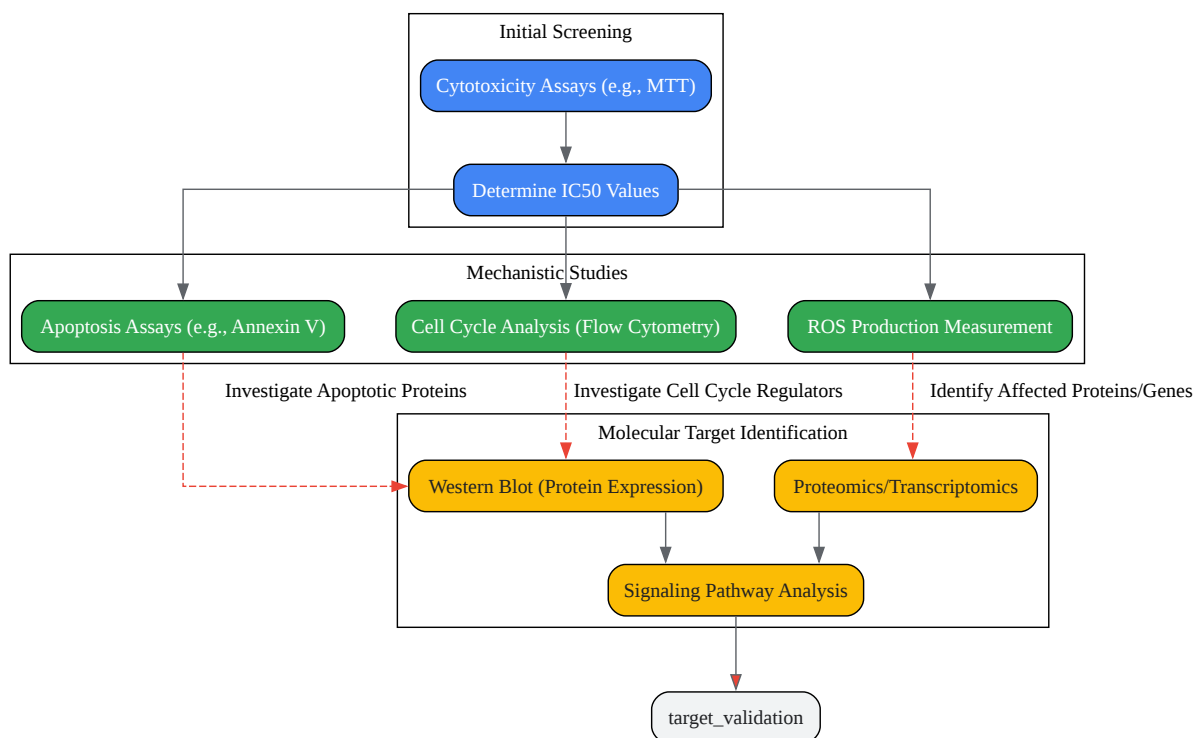 Initial Screening
Cytotoxicity Assays (e.g., MTT)
Determine IC50 Values
Mechanistic Studies
Apoptosis Assays (e.g., Annexin V)
Cell Cycle Analysis (Flow Cytometry)
ROS Production Measurement
Investigate Apoptotic Proteins
Investigate Cell Cycle Regulators
Identify Affected Proteins/Genes
Molecular Target Identification
Western Blot (Protein Expression)
Proteomics/Transcriptomics
Signaling Pathway Analysis
target_validation